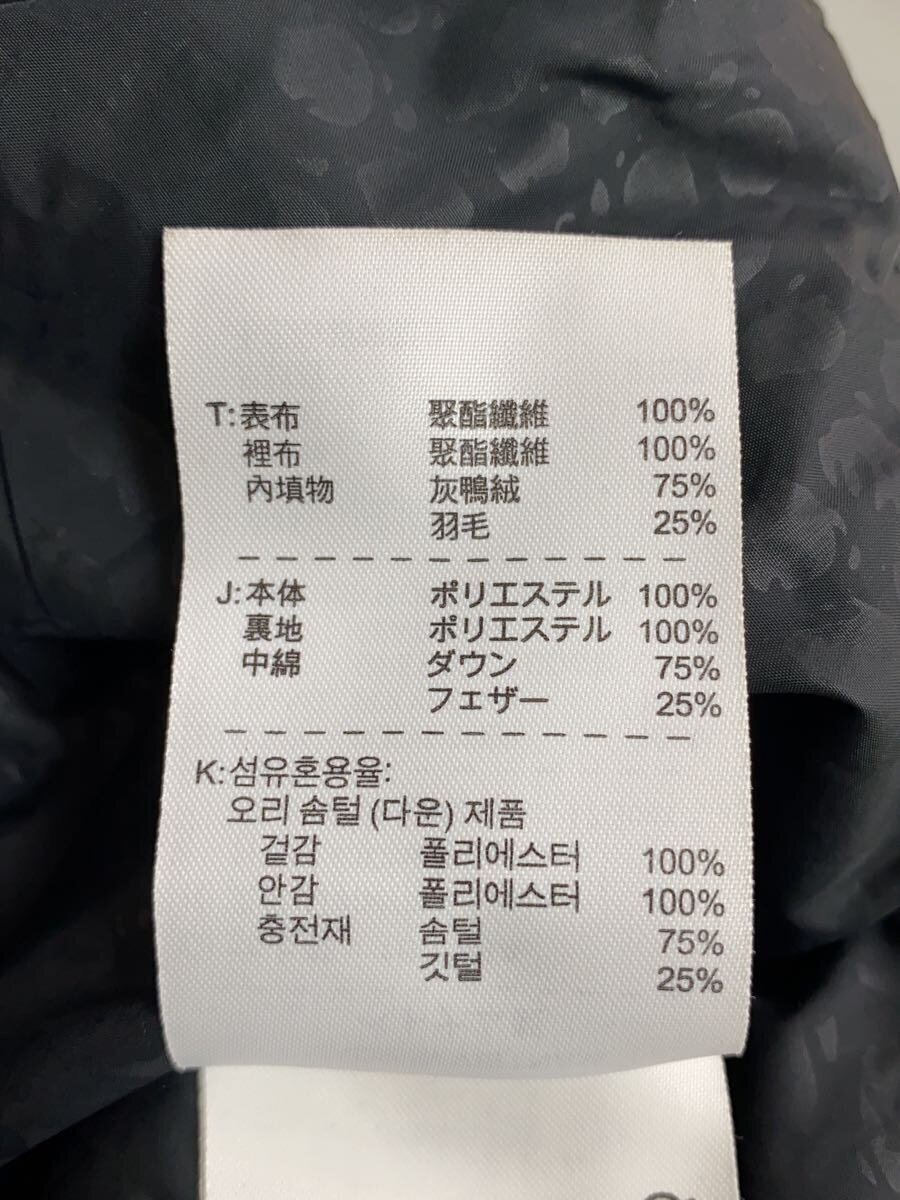 T:表布 聚酯纖維 100%
裡布 聚酯纖維 100%
內填物 灰鴨絨 75%
羽毛 25%
J:本体 ポリエステル 100%
裏地 ポリエステル 100%
中綿 ダウン 75%
フェザー 25%
K:섬유혼용율:
오리 솜털 (다운) 제품
겉감 폴리에스터 100%
안감 폴리에스터 100%
충전재 솜털 75%
깃털 25%